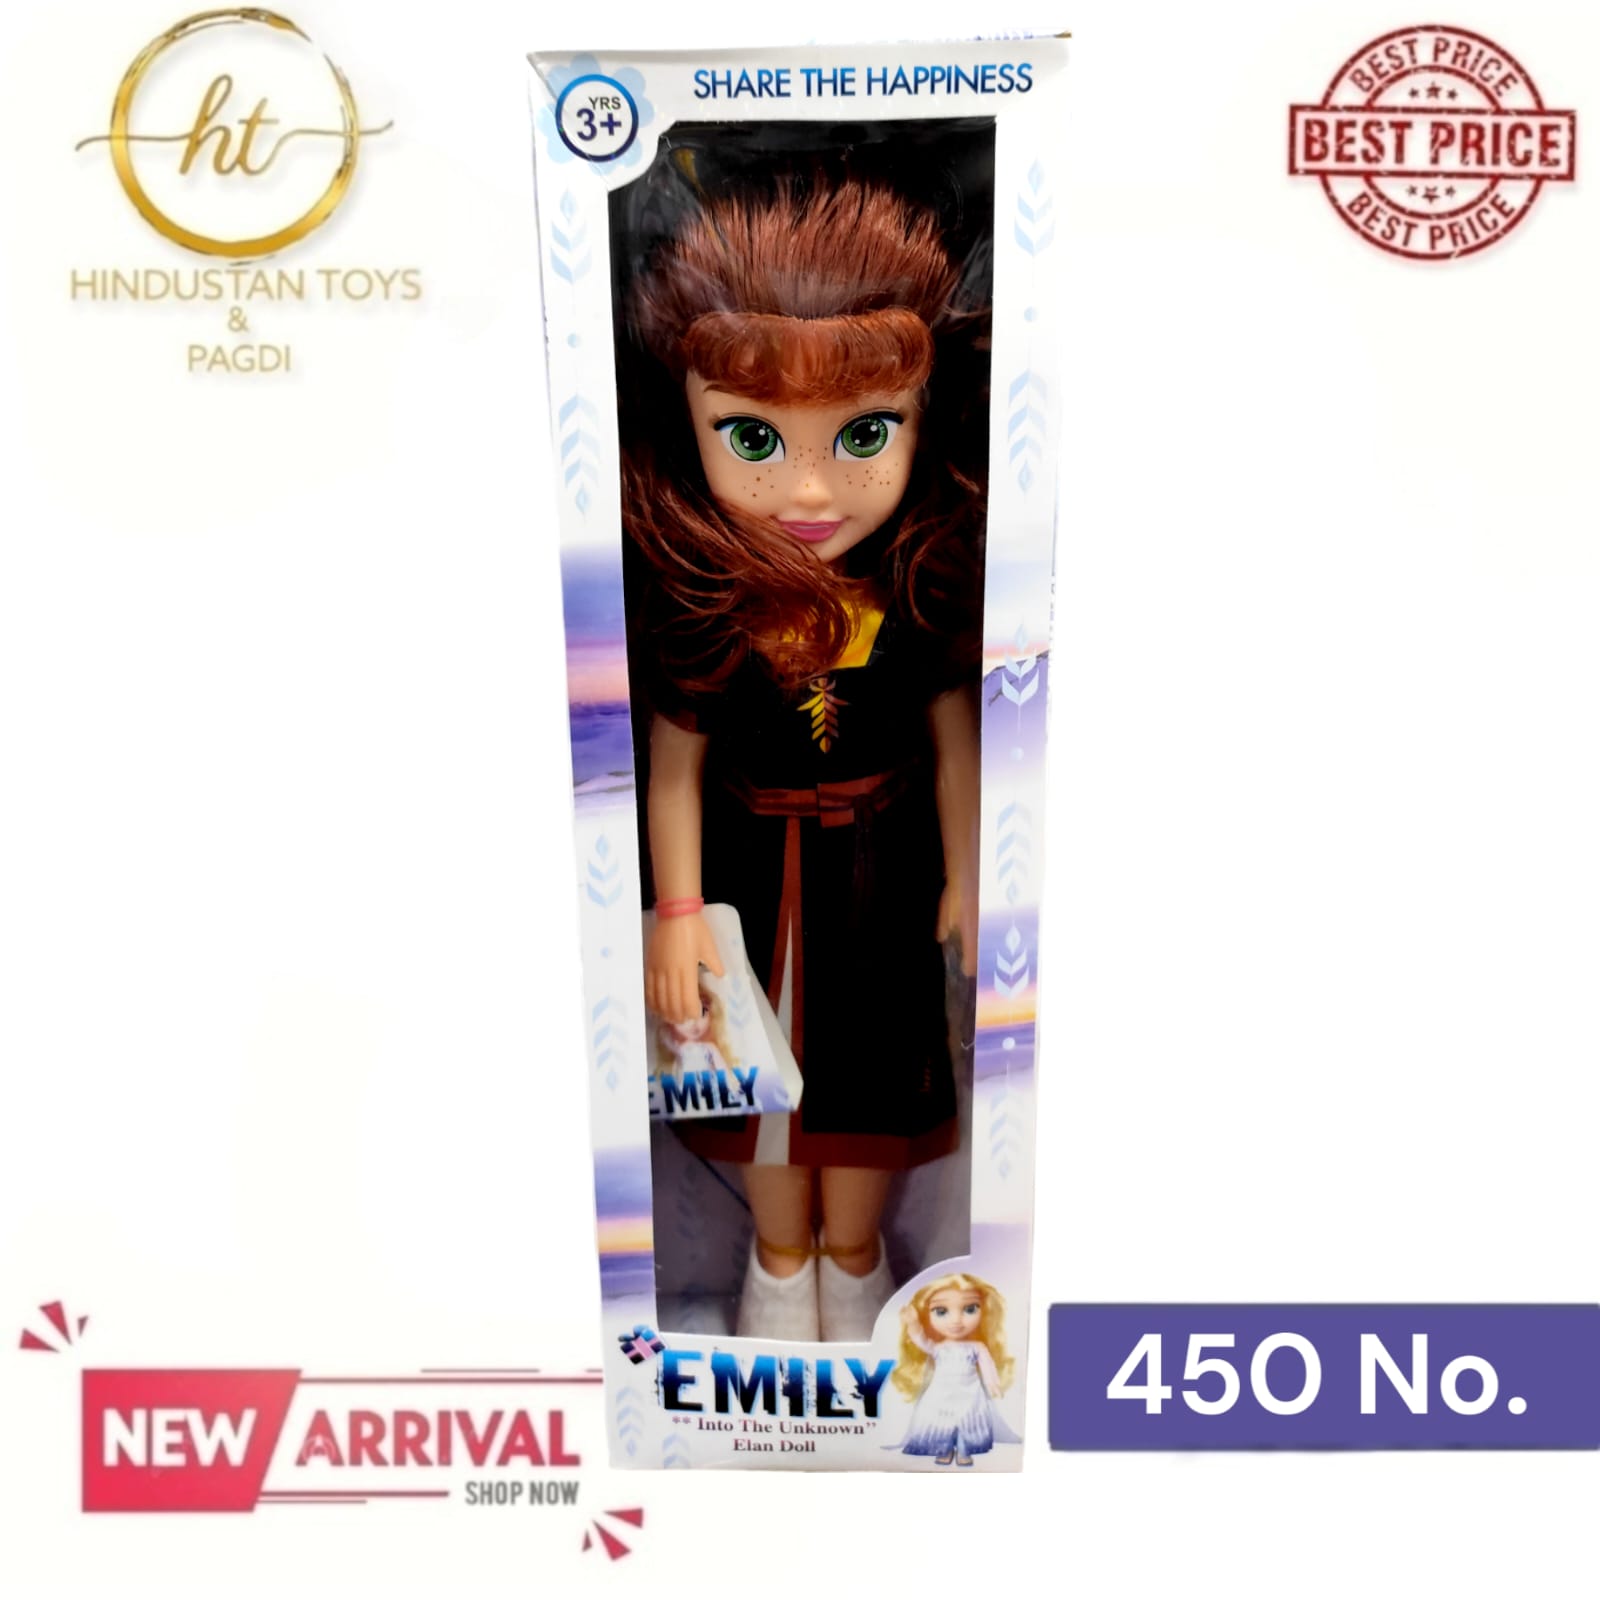 ht
HINDUSTAN TOYS
&
PAGDI
YRS
3+
SHARE THE HAPPINESS
BEST PRICE
BEST PRICE
BEST PRICE
EMILY
EMILY
** Into The Unknown”
Elan Doll
NEW ARRIVAL
SHOP NOW
450 No.